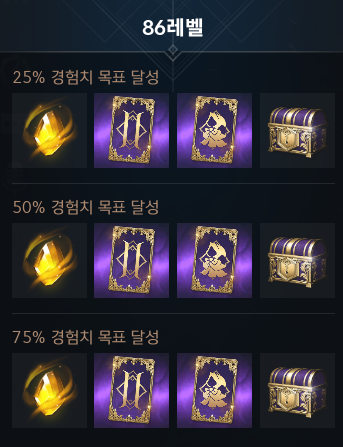 86레벨
25% 경험치 목표 달성
50% 경험치 목표 달성
75% 경험치 목표 달성